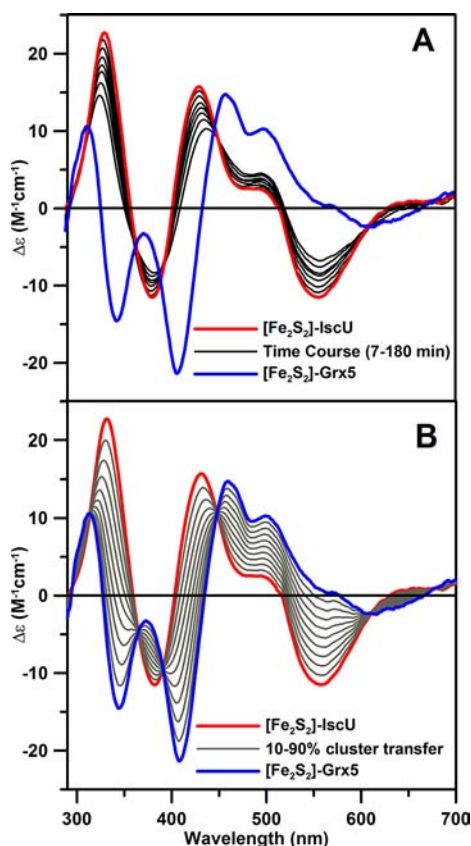 A
20
10
0
-10
-20
Δε (M⁻¹cm⁻¹)
[Fe₂S₂]-IscU
Time Course (7-180 min)
[Fe₂S₂]-Grx5
B
20
10
0
-10
-20
Δε (M⁻¹cm⁻¹)
[Fe₂S₂]-IscU
10-90% cluster transfer
[Fe₂S₂]-Grx5
300 400 500 600 700
Wavelength (nm)